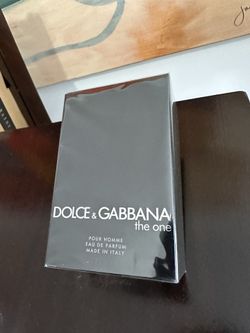 DOLCE & GABBANA
the one
POUR HOMME
EAU DE PARFUM
MADE IN ITALY